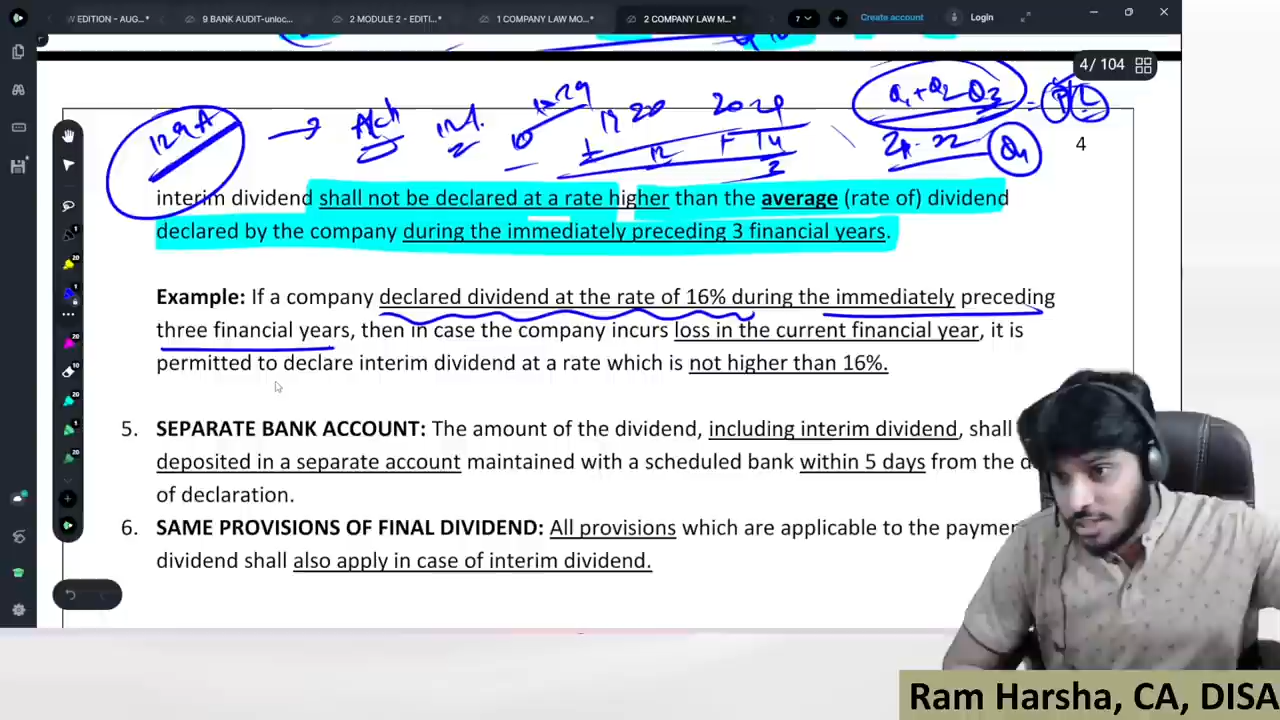 W EDITION - AUG...*
9 BANK AUDIT-unloc...
2 MODULE 2 - EDITI...*
1 COMPANY LAW MO...*
2 COMPANY LAW M...*
7
Create account
Login
4 / 104
129A
Q1+Q2-Q3
12
Q4
4
interim dividend shall not be declared at a rate higher than the average (rate of) dividend
declared by the company during the immediately preceding 3 financial years.
Example: If a company declared dividend at the rate of 16% during the immediately preceding
three financial years, then in case the company incurs loss in the current financial year, it is
permitted to declare interim dividend at a rate which is not higher than 16%.
5. SEPARATE BANK ACCOUNT: The amount of the dividend, including interim dividend, shall
deposited in a separate account maintained with a scheduled bank within 5 days from the d
of declaration.
6. SAME PROVISIONS OF FINAL DIVIDEND: All provisions which are applicable to the paymen
dividend shall also apply in case of interim dividend.
Ram Harsha, CA, DISA